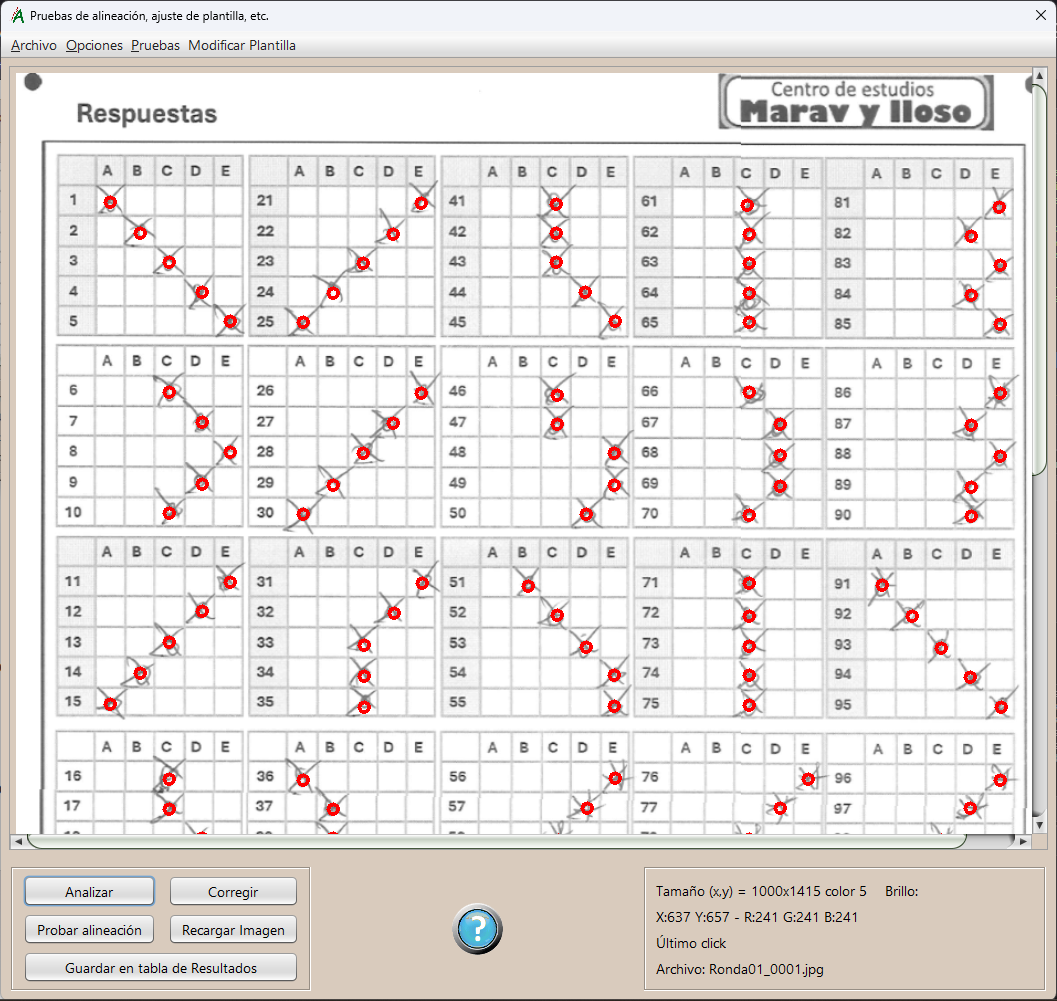 Pruebas de alineación, ajuste de plantilla, etc.
Archivo Opciones Pruebas Modificar Plantilla
Respuestas
Centro de estudios
Marav y lloso
A B C D E A B C D E A B C D E A B C D E A B C D E
1 21 41 61 81
2 22 42 62 82
3 23 43 63 83
4 24 44 64 84
5 25 45 65 85
A B C D E A B C D E A B C D E A B C D E A B C D E
6 26 46 66 86
7 27 47 67 87
8 28 48 68 88
9 29 49 69 89
10 30 50 70 90
A B C D E A B C D E A B C D E A B C D E A B C D E
11 31 51 71 91
12 32 52 72 92
13 33 53 73 93
14 34 54 74 94
15 35 55 75 95
A B C D E A B C D E A B C D E A B C D E A B C D E
16 36 56 76 96
17 37 57 77 97
Analizar Corregir
Probar alineación Recargar Imagen
Guardar en tabla de Resultados
?
Tamaño (x,y) = 1000x1415 color 5 Brillo:
X:637 Y:657 - R:241 G:241 B:241
Último click
Archivo: Ronda01_0001.jpg